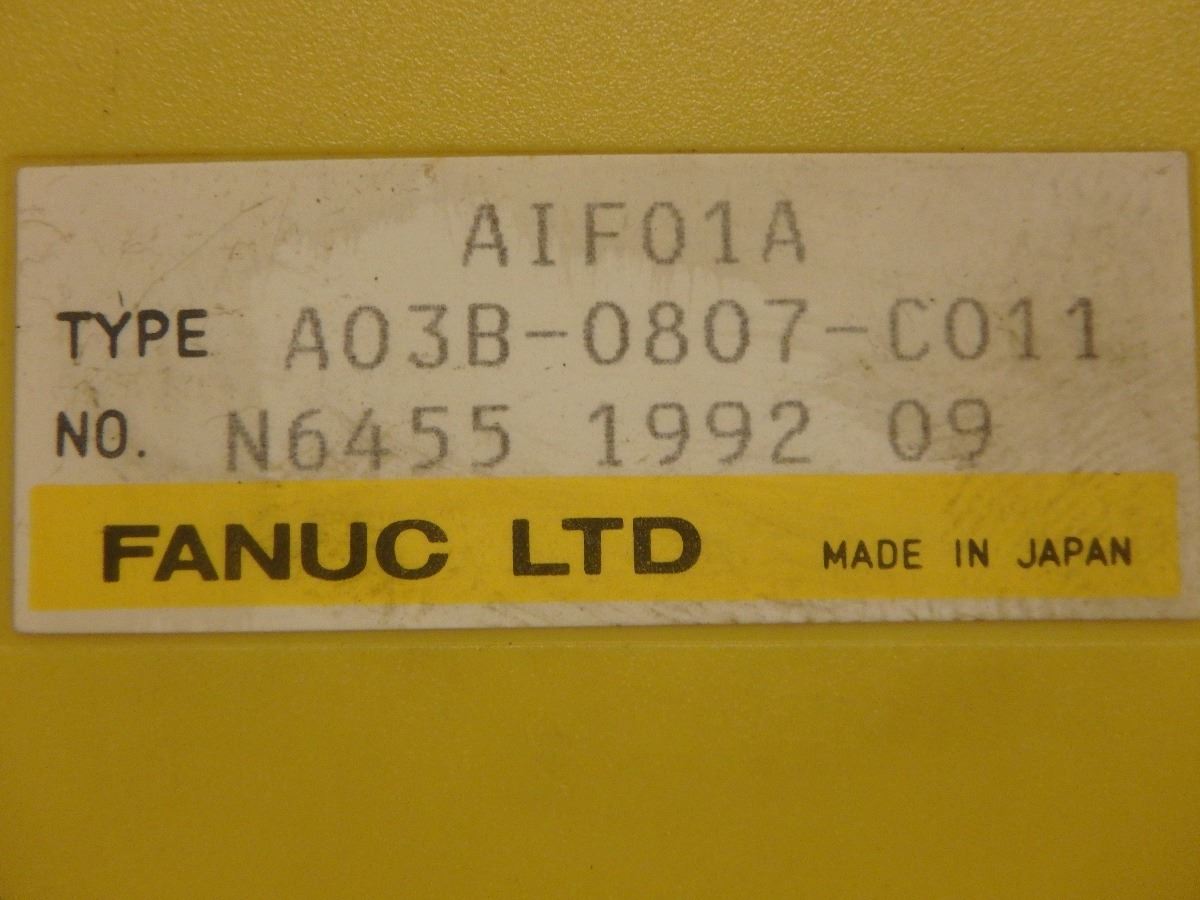 AIF01A
TYPE A03B-0807-C011
NO. N6455 1992 09
FANUC LTD MADE IN JAPAN